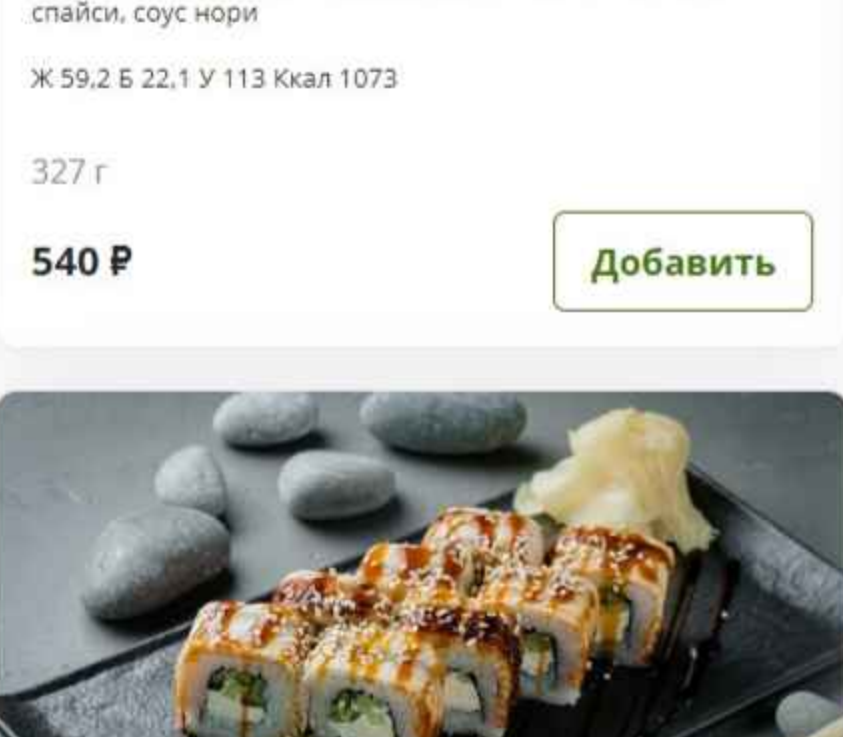 спайси, соус нори
Ж 59,2 Б 22,1 У 113 Ккал 1073
327 г
540 ₽
Добавить